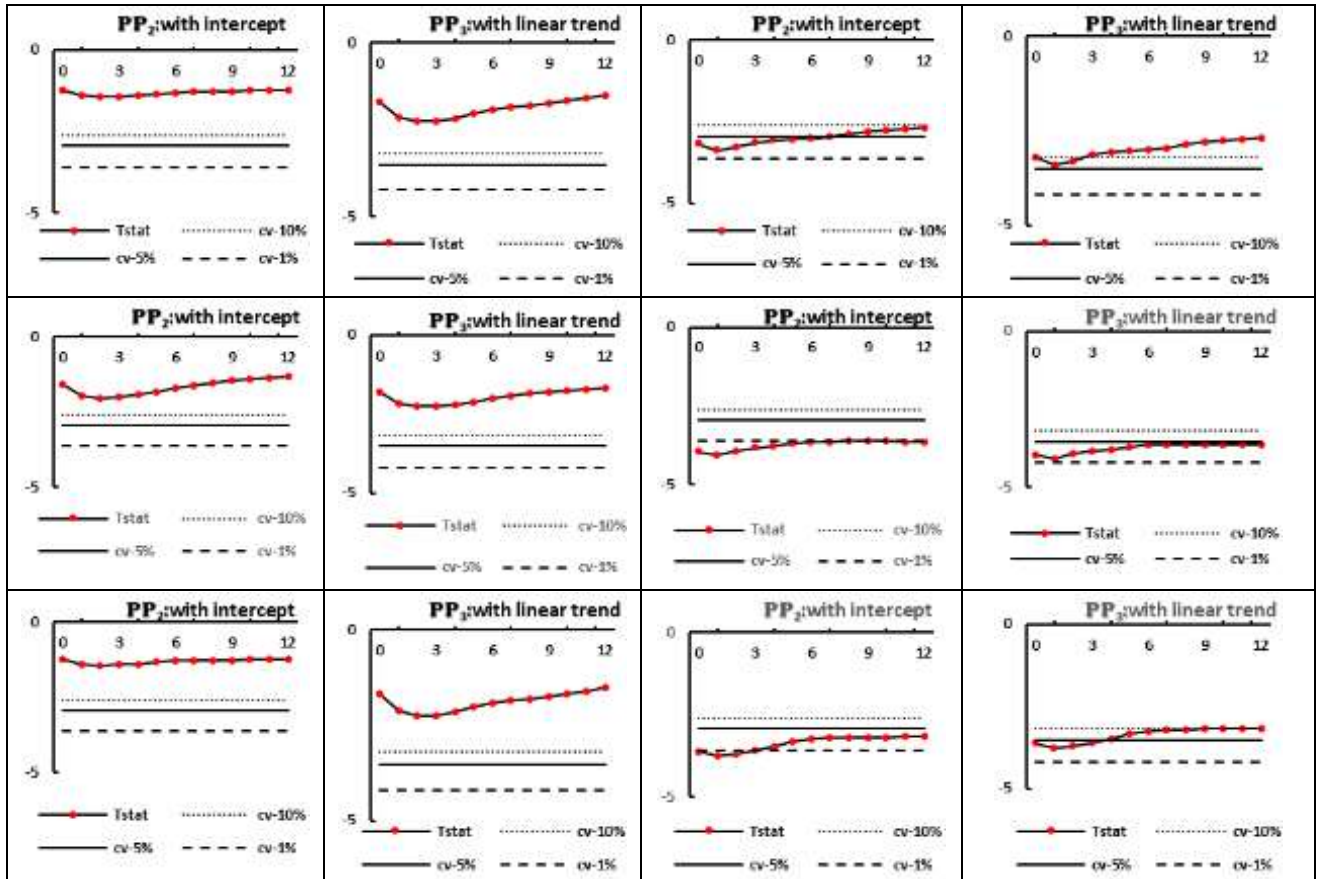 PP2:with intercept
0
0 3 6 9 12
-5
Tstat cv-10%
cv-5% cv-1%
PP3:with linear trend
0
0 3 6 9 12
-5
Tstat cv-10%
cv-5% cv-1%
PP2:with intercept
0
0 3 6 9 12
-5
Tstat cv-10%
cv-5% cv-1%
PP3:with linear trend
0
0 3 6 9 12
-5
Tstat cv-10%
cv-5% cv-1%
PP2:with intercept
0
0 3 6 9 12
-5
Tstat cv-10%
cv-5% cv-1%
PP3:with linear trend
0
0 3 6 9 12
-5
Tstat cv-10%
cv-5% cv-1%
PP2:with intercept
0
0 3 6 9 12
-5
Tstat cv-10%
cv-5% cv-1%
PP3:with linear trend
0
0 3 6 9 12
-5
Tstat cv-10%
cv-5% cv-1%
PP2:with intercept
0
0 3 6 9 12
-5
Tstat cv-10%
cv-5% cv-1%
PP3:with linear trend
0
0 3 6 9 12
-5
Tstat cv-10%
cv-5% cv-1%
PP2:with intercept
0
0 3 6 9 12
-5
Tstat cv-10%
cv-5% cv-1%
PP3:with linear trend
0
0 3 6 9 12
-5
Tstat cv-10%
cv-5% cv-1%